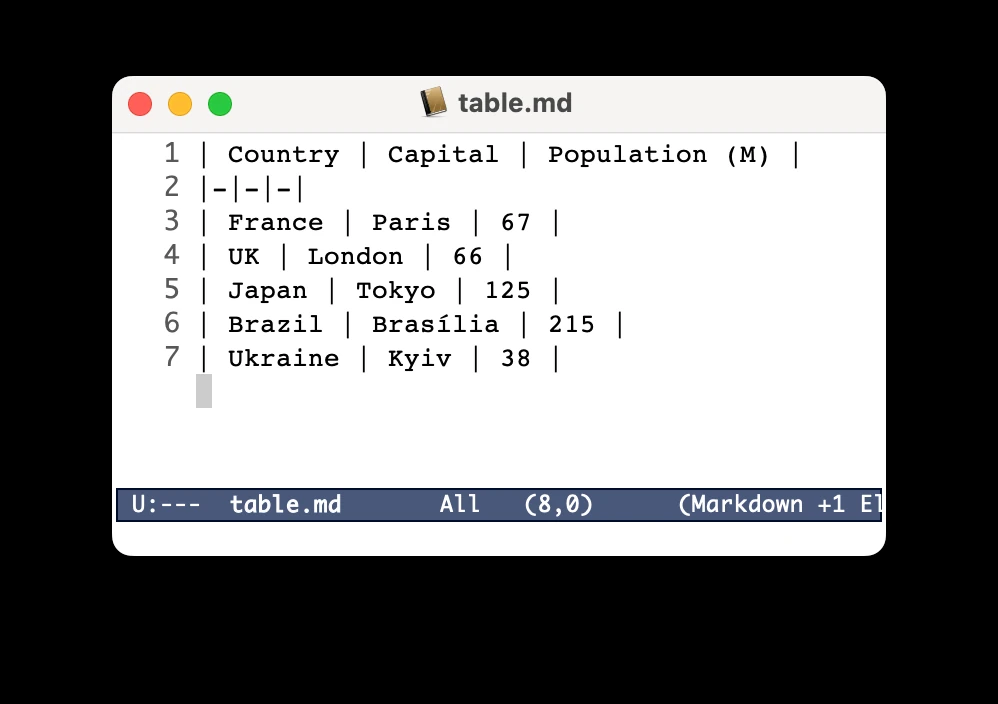 table.md
1 | Country | Capital | Population (M) |
2 |-|-|-|
3 | France | Paris | 67 |
4 | UK | London | 66 |
5 | Japan | Tokyo | 125 |
6 | Brazil | Brasília | 215 |
7 | Ukraine | Kyiv | 38 |
U:--- table.md All (8,0) (Markdown +1 El